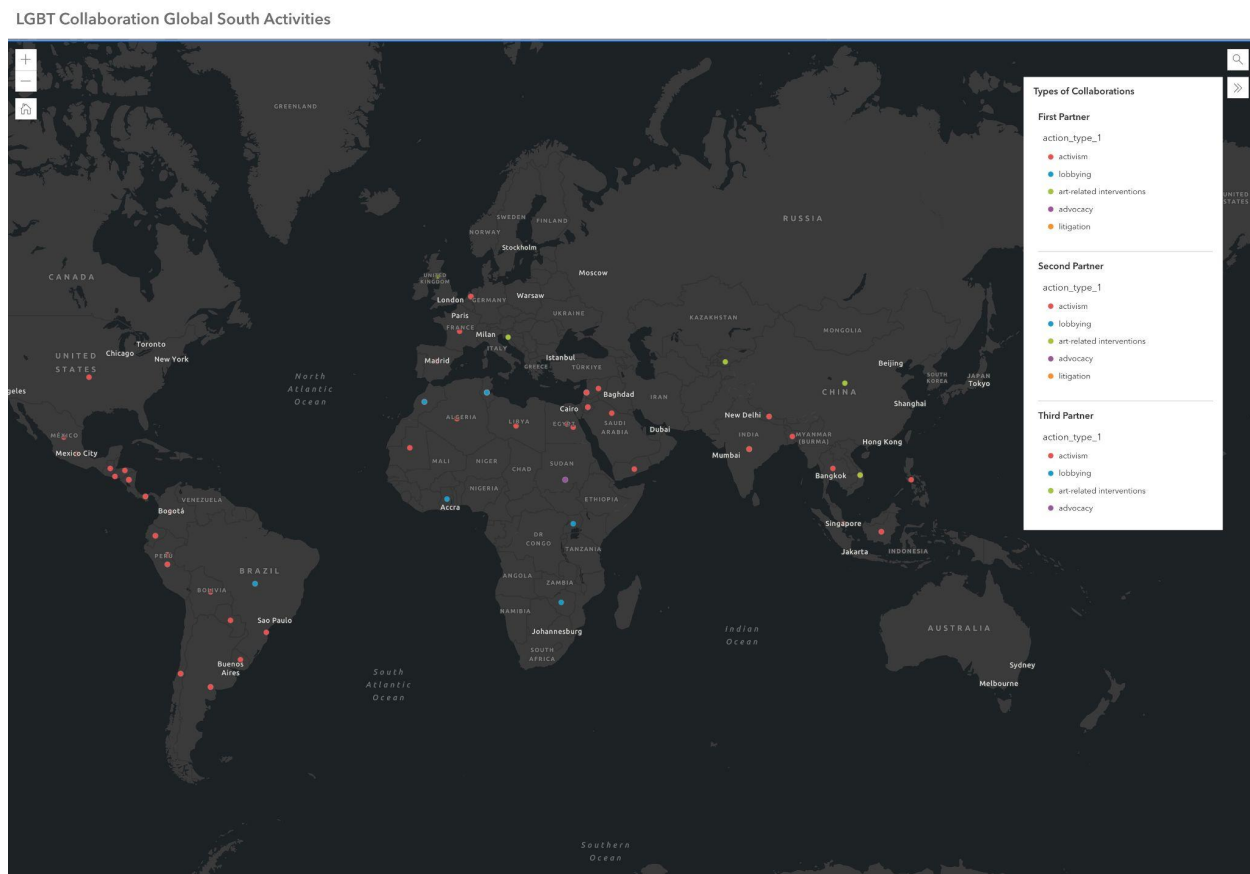 LGBT Collaboration Global South Activities
GREENLAND
Types of Collaborations
First Partner
action_type_1
activism
lobbying
art-related interventions
advocacy
litigation
Second Partner
action_type_1
activism
lobbying
art-related interventions
advocacy
litigation
Third Partner
action_type_1
activism
lobbying
art-related interventions
advocacy
UNITED
STATES
RUSSIA
SWEDEN
FINLAND
NORWAY
Stockholm
Moscow
CANADA
UNITED
KINGDOM
London
GERMANY
Warsaw
Paris
UKRAINE
KAZAKHSTAN
FRANCE
Milan
MONGOLIA
Toronto
Chicago
New York
UNITED
STATES
ITALY
Madrid
Istanbul
GREECE
TÜRKIYE
Beijing
North
Atlantic
Ocean
SOUTH
KOREA
JAPAN
Tokyo
geles
Baghdad
IRAN
CHINA
Shanghai
Cairo
New Delhi
ALGERIA
LIBYA
EGYPT
SAUDI
ARABIA
Dubai
INDIA
MYANMAR
(BURMA)
Hong Kong
MÉXICO
Mexico City
Mumbai
MALI
NIGER
CHAD
SUDAN
Bangkok
NIGERIA
ETHIOPIA
VENEZUELA
Accra
Bogotá
Singapore
DR
CONGO
TANZANIA
Jakarta
INDONESIA
PERU
BRAZIL
ANGOLA
ZAMBIA
BOLIVIA
NAMIBIA
Sao Paulo
Johannesburg
Indian
Ocean
AUSTRALIA
SOUTH
AFRICA
Buenos
Aires
Sydney
South
Atlantic
Ocean
Melbourne
Southern
Ocean